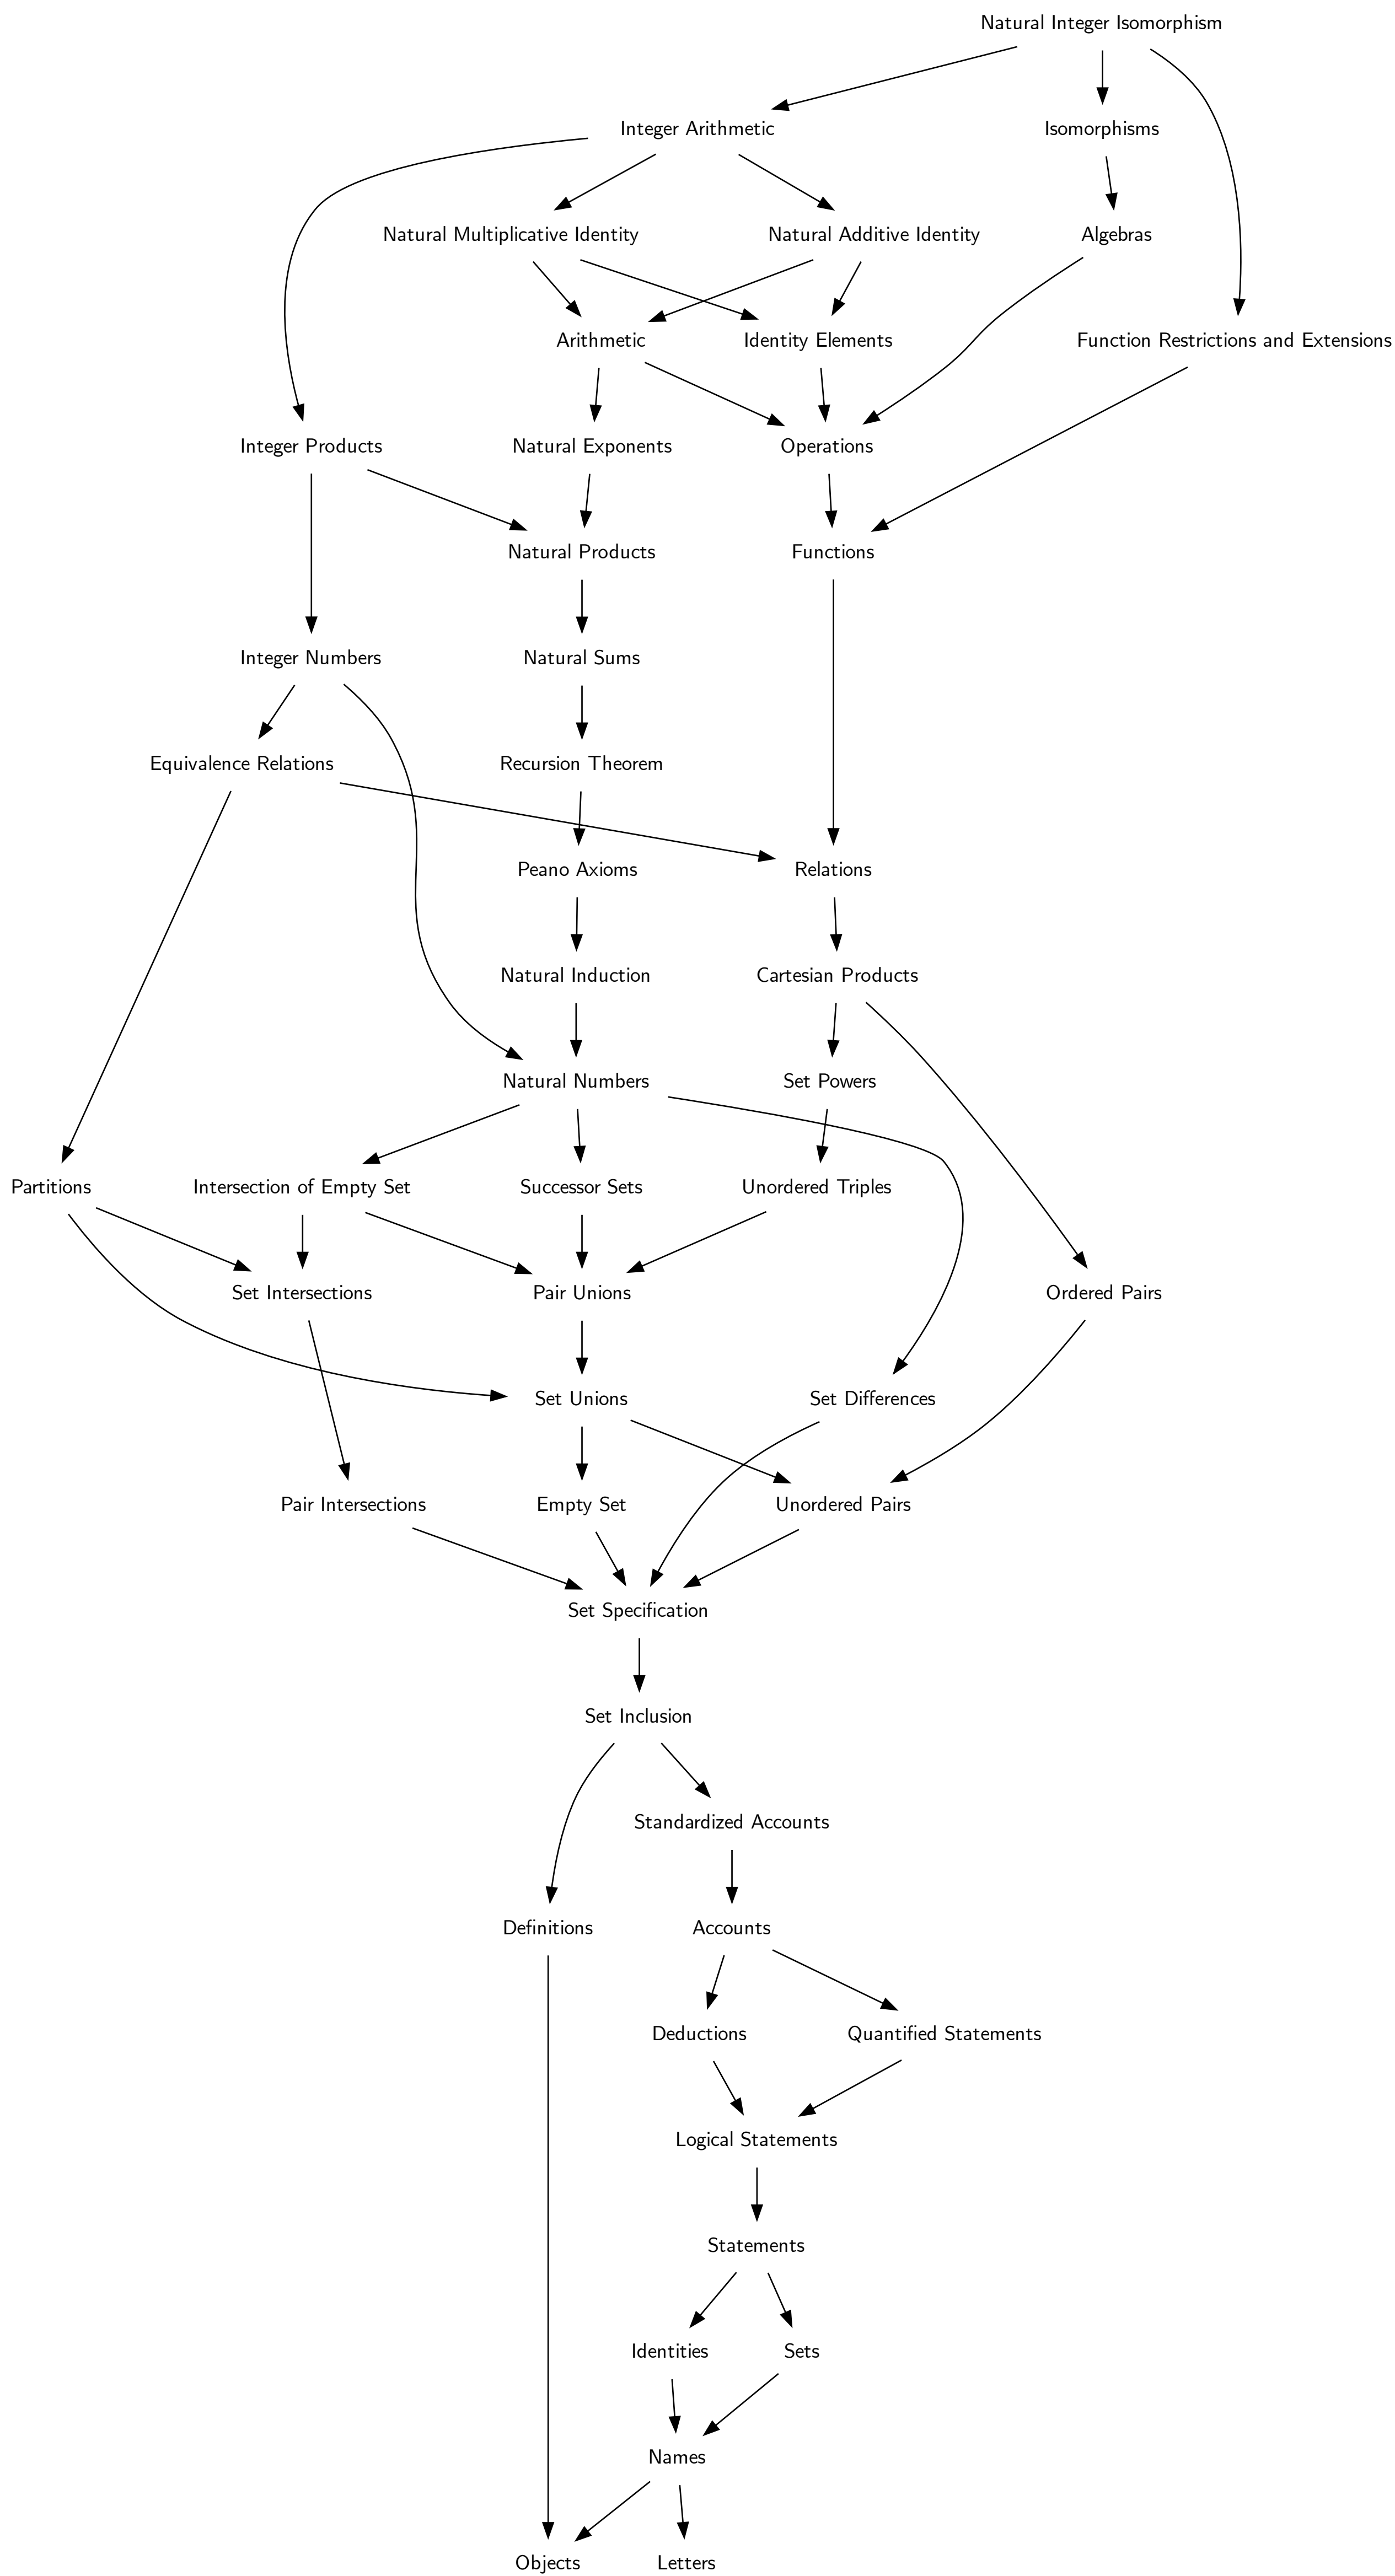 Natural Integer Isomorphism
Integer Arithmetic
Isomorphisms
Natural Multiplicative Identity
Natural Additive Identity
Algebras
Arithmetic
Identity Elements
Function Restrictions and Extensions
Integer Products
Natural Exponents
Operations
Natural Products
Functions
Integer Numbers
Natural Sums
Equivalence Relations
Recursion Theorem
Peano Axioms
Relations
Natural Induction
Cartesian Products
Natural Numbers
Set Powers
Partitions
Intersection of Empty Set
Successor Sets
Unordered Triples
Set Intersections
Pair Unions
Ordered Pairs
Set Unions
Set Differences
Pair Intersections
Empty Set
Unordered Pairs
Set Specification
Set Inclusion
Standardized Accounts
Definitions
Accounts
Deductions
Quantified Statements
Logical Statements
Statements
Identities
Sets
Names
Objects
Letters